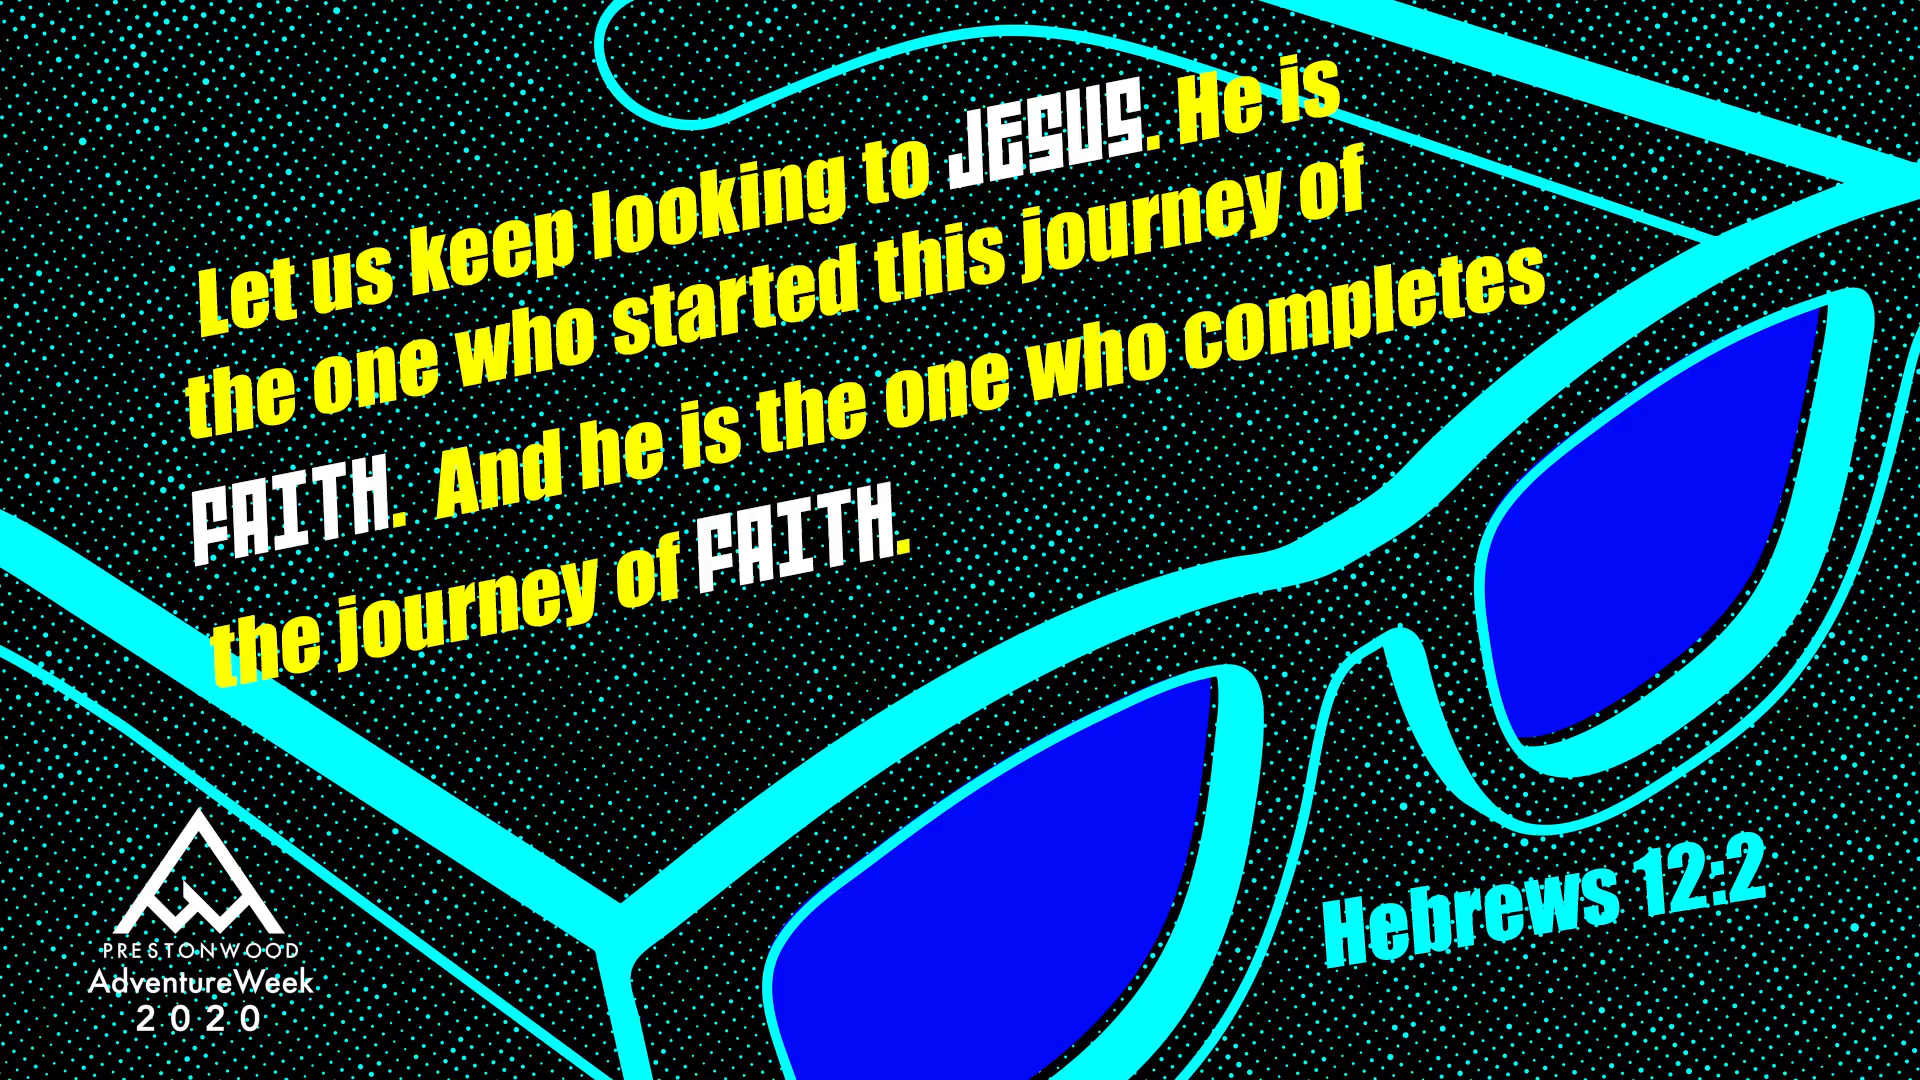 Let us keep looking to JESUS. He is
the one who started this journey of
FAITH. And he is the one who completes
the journey of FAITH.
Hebrews 12:2
PRESTONWOOD
AdventureWeek
2020